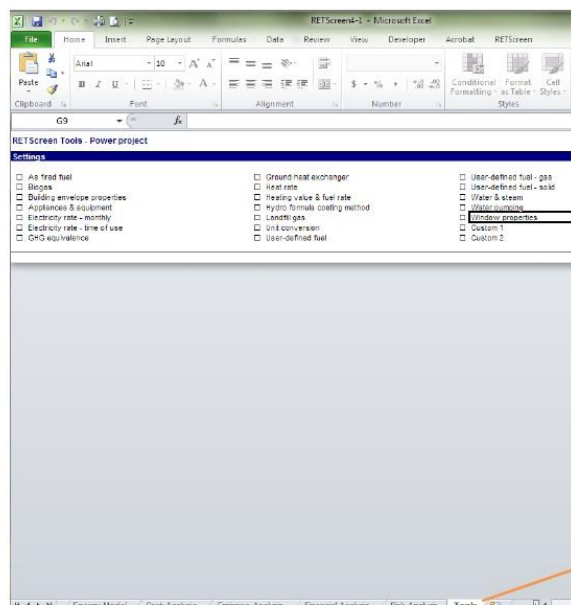 RETScreen4-1 - Microsoft Excel
File Home Insert Page Layout Formulas Data Review View Developer Acrobat RETScreen
Paste
Arial 10 A A
B I U
$ % ,
Conditional Format Cell
Formatting as Table Styles
Clipboard Font Alignment Number Styles
G9 fx
RETScreen Tools - Power project
Settings
As fired fuel
Biogas
Building envelope properties
Appliances & equipment
Electricity rate - monthly
Electricity rate - time of use
GHG equivalence
Ground heat exchanger
Heat rate
Heating value & fuel rate
Hydro formula costing method
Landfill gas
Unit conversion
User-defined fuel
User-defined fuel - gas
User-defined fuel - solid
Water & steam
Water pumping
Window properties
Custom 1
Custom 2
Energy Model Cost Analysis Emission Analysis Financial Analysis Risk Analysis Tools